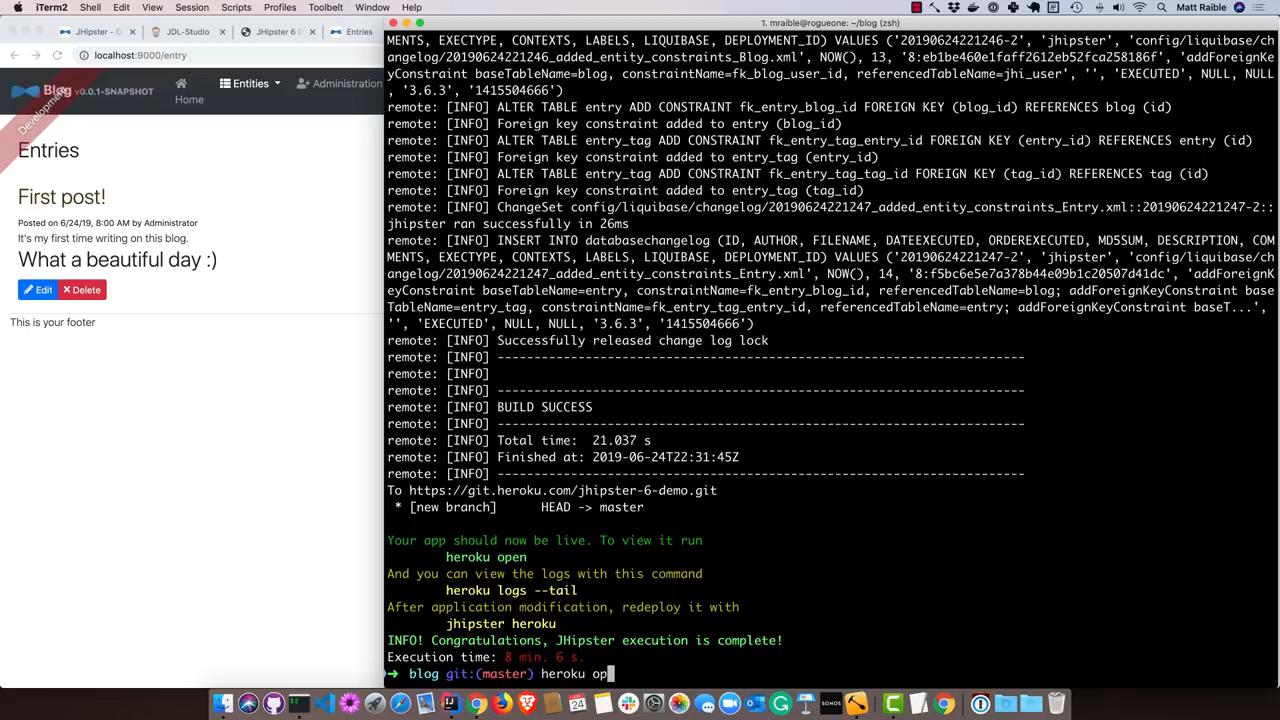 iTerm2 Shell Edit View Session Scripts Profiles Toolbelt Window Help
Matt Raible
JHipster - G
JDL-Studio
JHipster 6 D
Entries
localhost:9000/entry
Blog v0.0.1-SNAPSHOT
Home
Entities
Administration
Development
Entries
First post!
Posted on 6/24/19, 8:00 AM by Administrator
It's my first time writing on this blog.
What a beautiful day :)
Edit
Delete
This is your footer
1. mraible@rogueone: ~/blog (zsh)
MENTS, EXECTYPE, CONTEXTS, LABELS, LIQUIBASE, DEPLOYMENT_ID) VALUES ('20190624221246-2', 'jhipster', 'config/liquibase/ch
angelog/20190624221246_added_entity_constraints_Blog.xml', NOW(), 13, '8:eb1be460e1faff2612eb52fca258186f', 'addForeignKe
y
Constraint baseTableName=blog, constraintName=fk_blog_user_id, referencedTableName=jhi_user', '', 'EXECUTED', NULL, NULL
, '3.6.3', '1415504666')
remote: [INFO] ALTER TABLE entry ADD CONSTRAINT fk_entry_blog_id FOREIGN KEY (blog_id) REFERENCES blog (id)
remote: [INFO] Foreign key constraint added to entry (blog_id)
remote: [INFO] ALTER TABLE entry_tag ADD CONSTRAINT fk_entry_tag_entry_id FOREIGN KEY (entry_id) REFERENCES entry (id)
remote: [INFO] Foreign key constraint added to entry_tag (entry_id)
remote: [INFO] ALTER TABLE entry_tag ADD CONSTRAINT fk_entry_tag_tag_id FOREIGN KEY (tag_id) REFERENCES tag (id)
remote: [INFO] Foreign key constraint added to entry_tag (tag_id)
remote: [INFO] ChangeSet config/liquibase/changelog/20190624221247_added_entity_constraints_Entry.xml::20190624221247-2::
jhipster ran successfully in 26ms
remote: [INFO] INSERT INTO databasechangelog (ID, AUTHOR, FILENAME, DATEEXECUTED, ORDEREXECUTED, MD5SUM, DESCRIPTION, COM
MENTS, EXECTYPE, CONTEXTS, LABELS, LIQUIBASE, DEPLOYMENT_ID) VALUES ('20190624221247-2', 'jhipster', 'config/liquibase/ch
angelog/20190624221247_added_entity_constraints_Entry.xml', NOW(), 14, '8:f5bc6e5e7a378b44e09b1c20507d41dc', 'addForeignK
eyConstraint baseTableName=entry, constraintName=fk_entry_blog_id, referencedTableName=blog; addForeignKeyConstraint base
TableName=entry_tag, constraintName=fk_entry_tag_entry_id, referencedTableName=entry; addForeignKeyConstraint baseT...',
'', 'EXECUTED', NULL, NULL, '3.6.3', '1415504666')
remote: [INFO] Successfully released change log lock
remote: [INFO] ------------------------------------------------------------------------
remote: [INFO]
remote: [INFO] ------------------------------------------------------------------------
remote: [INFO] BUILD SUCCESS
remote: [INFO] ------------------------------------------------------------------------
remote: [INFO] Total time: 21.037 s
remote: [INFO] Finished at: 2019-06-24T22:31:45Z
remote: [INFO] ------------------------------------------------------------------------
To https://git.heroku.com/jhipster-6-demo.git
* [new branch] HEAD -> master
Your app should now be live. To view it run
heroku open
And you can view the logs with this command
heroku logs --tail
After application modification, redeploy it with
jhipster heroku
INFO! Congratulations, JHipster execution is complete!
Execution time: 8 min. 6 s.
➜ blog git:(master) heroku op
24
SONOS